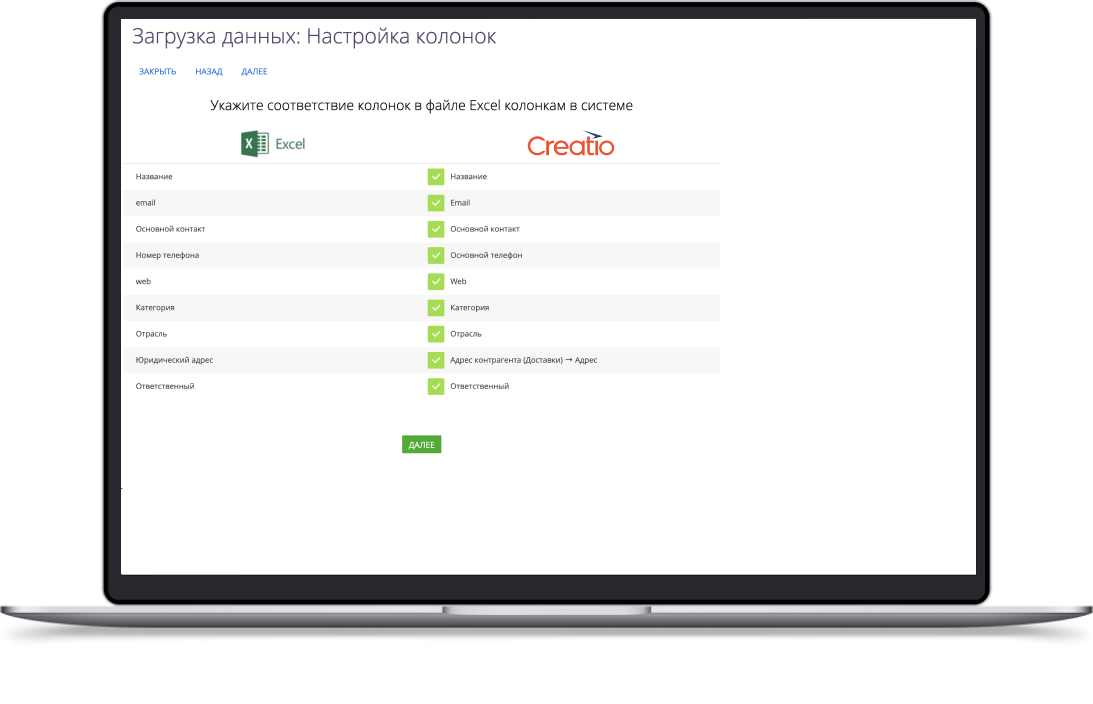 Загрузка данных: Настройка колонок
ЗАКРЫТЬ НАЗАД ДАЛЕЕ
Укажите соответствие колонок в файле Excel колонкам в системе
X Excel Creatio
Название Название
email Email
Основной контакт Основной контакт
Номер телефона Основной телефон
web Web
Категория Категория
Отрасль Отрасль
Юридический адрес Адрес контрагента (Доставки) → Адрес
Ответственный Ответственный
ДАЛЕЕ